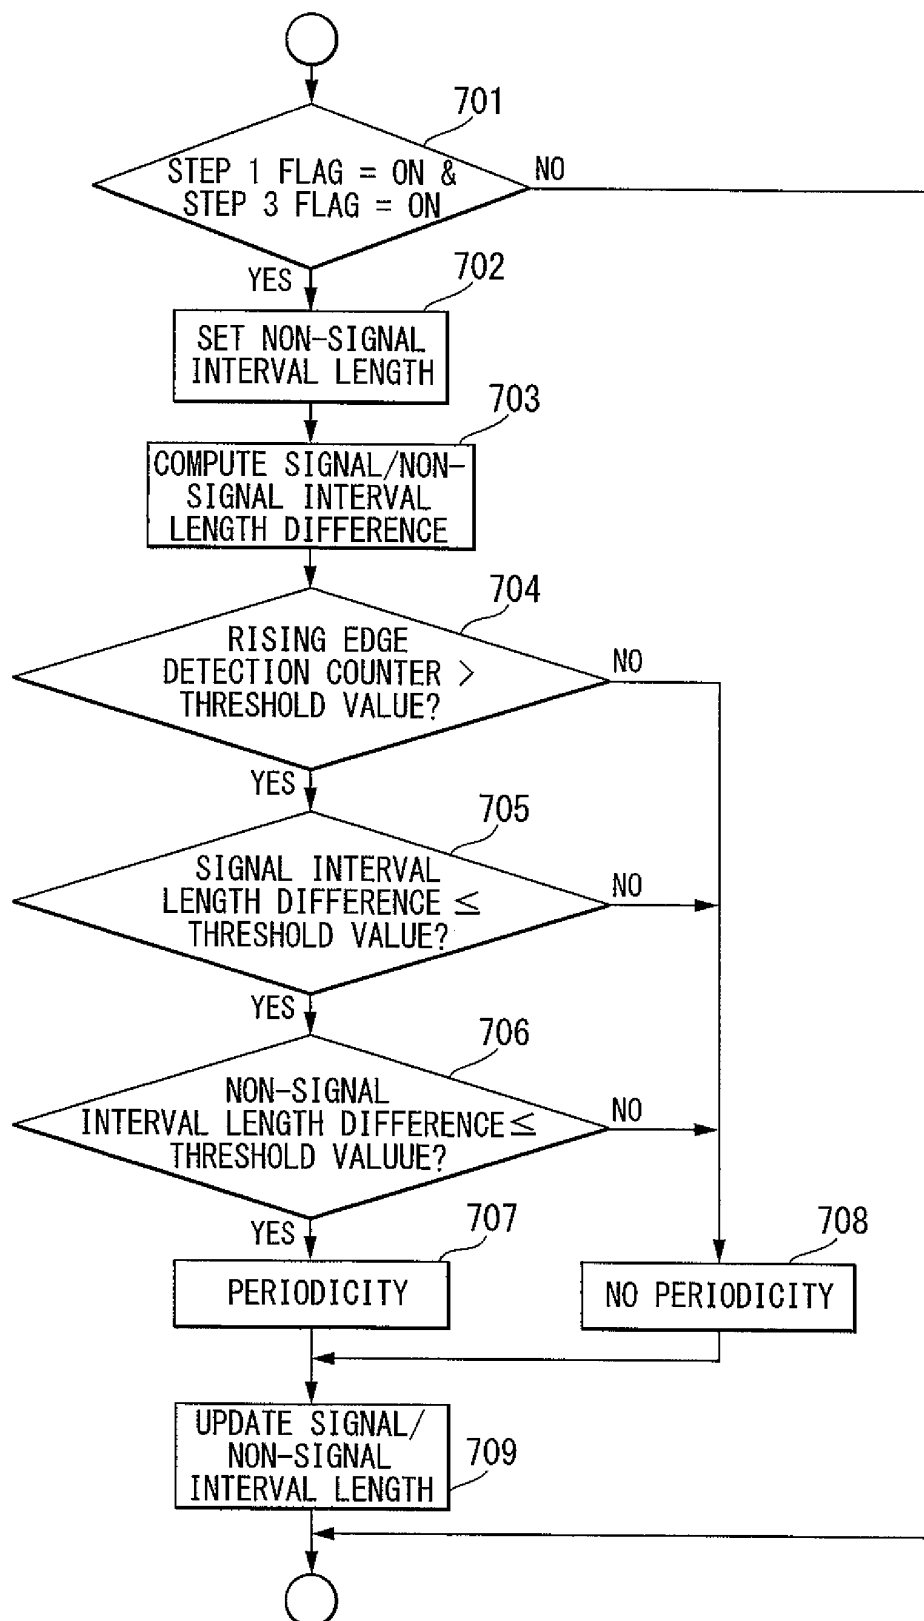 701
STEP 1 FLAG = ON &
STEP 3 FLAG = ON
NO
YES
702
SET NON-SIGNAL
INTERVAL LENGTH
703
COMPUTE SIGNAL/NON-
SIGNAL INTERVAL
LENGTH DIFFERENCE
704
RISING EDGE
DETECTION COUNTER >
THRESHOLD VALUE?
NO
YES
705
SIGNAL INTERVAL
LENGTH DIFFERENCE ≤
THRESHOLD VALUE?
NO
YES
706
NON-SIGNAL
INTERVAL LENGTH DIFFERENCE ≤
THRESHOLD VALUUE?
NO
YES
707
PERIODICITY
708
NO PERIODICITY
UPDATE SIGNAL/
NON-SIGNAL
INTERVAL LENGTH
709